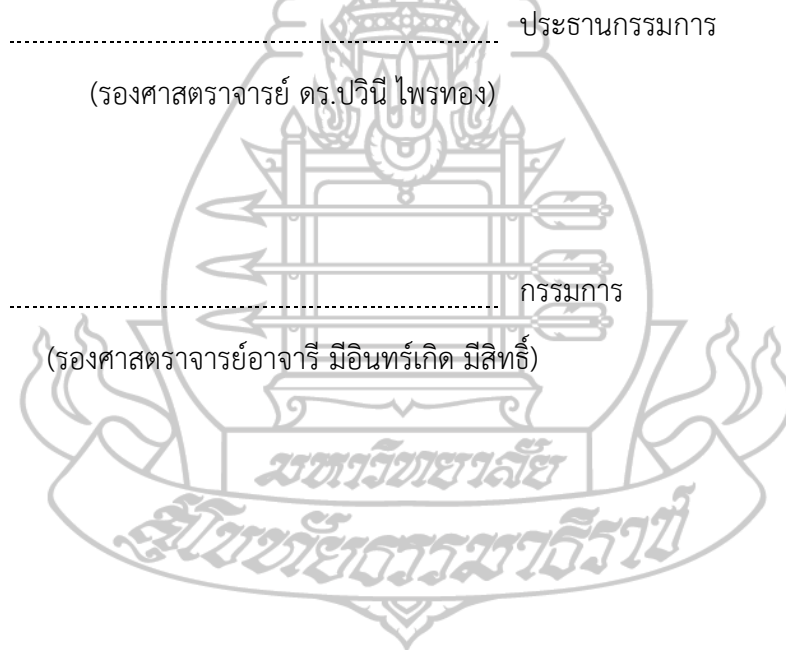 ประธานกรรมการ
(รองศาสตราจารย์ ดร.ปวินี ไพรทอง)
กรรมการ
(รองศาสตราจารย์อาจารี มีอินทร์เกิด มีสิทธิ์)
มหาวิทยาลัย
สุโขทัยธรรมาธิราช